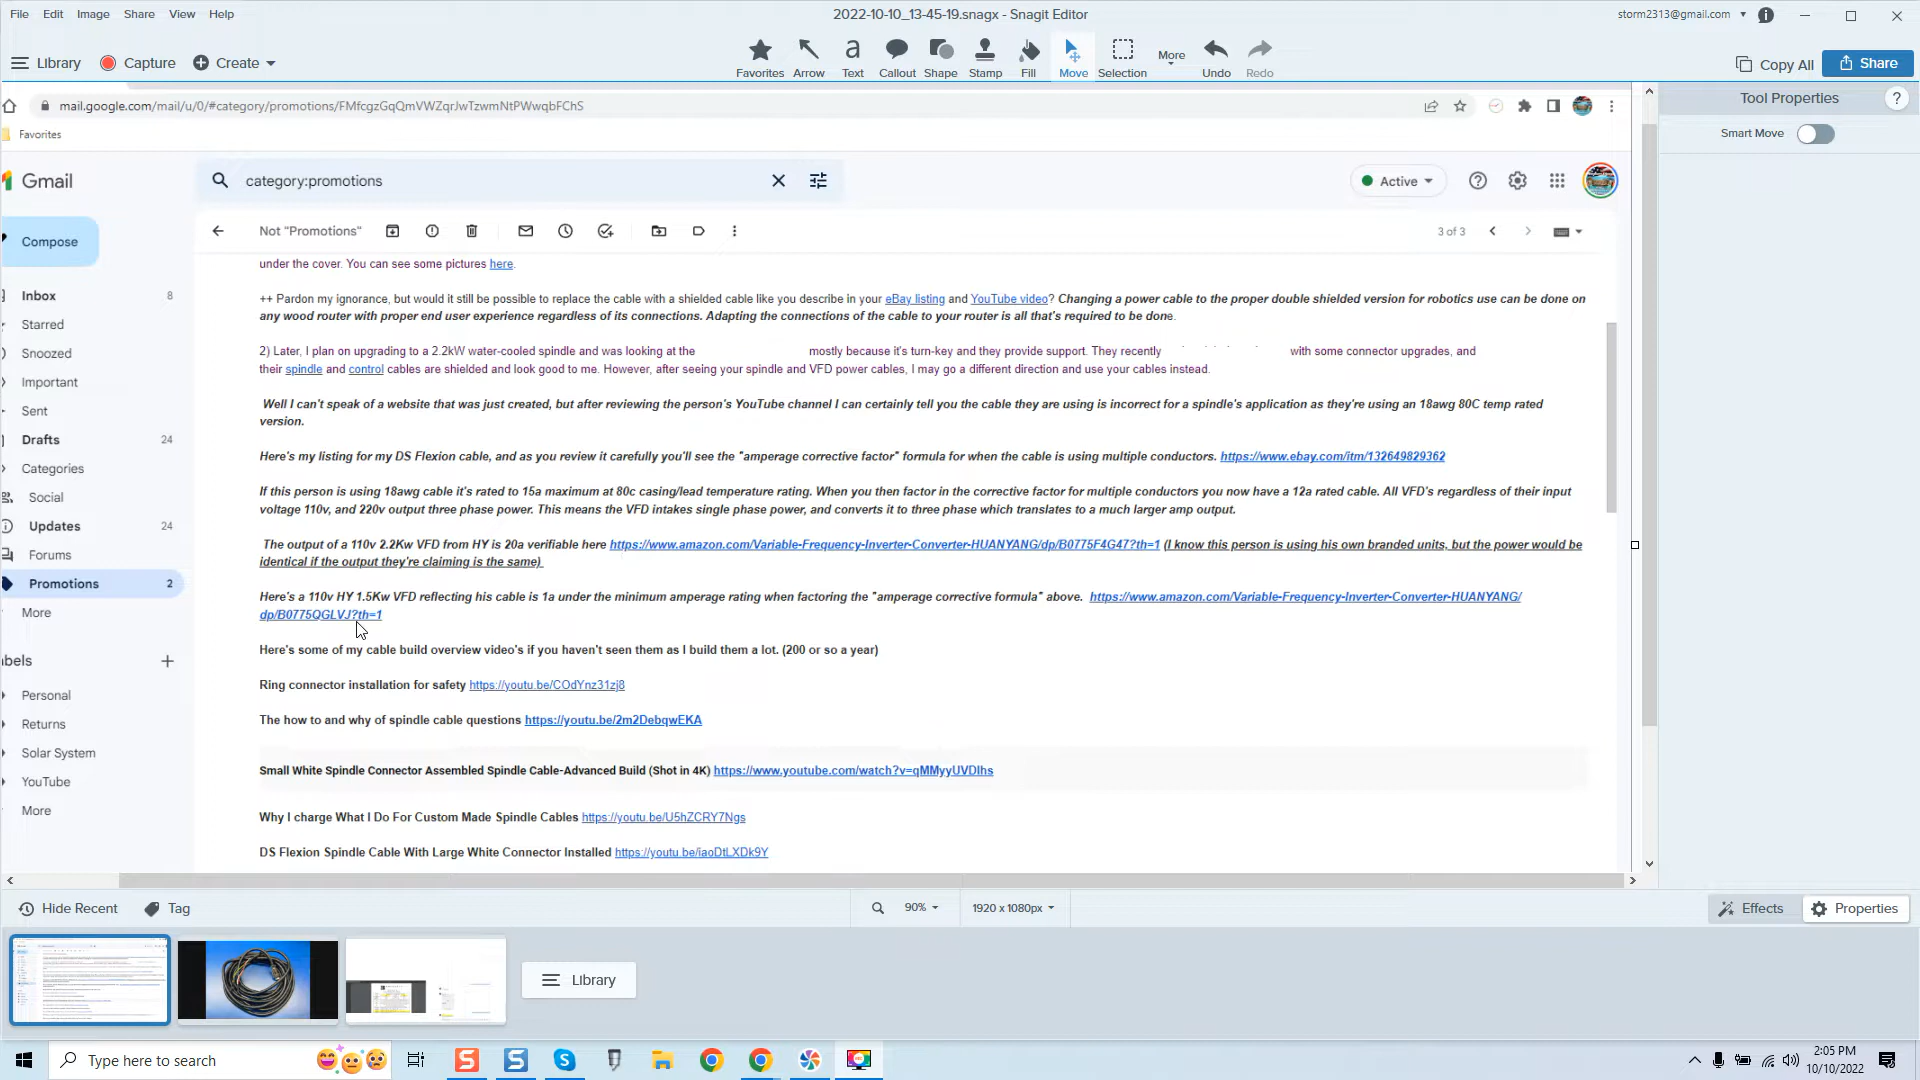 File Edit Image Share View Help
2022-10-10_13-45-19.snagx - Snagit Editor
storm2313@gmail.com
Library Capture Create
Favorites Arrow Text Callout Shape Stamp Fill Move Selection More Undo Redo
Copy All Share
Tool Properties
Smart Move
mail.google.com/mail/u/0/#category/promotions/FMfcgzGqQmVWZqrJwTzwmNtPWwqbFChS
Favorites
Gmail
category:promotions
Active
Compose
Not "Promotions"
3 of 3
Inbox 8
Starred
Snoozed
Important
Sent
Drafts 24
Categories
Social
Updates 24
Forums
Promotions 2
More
abels
Personal
Returns
Solar System
YouTube
More
under the cover. You can see some pictures here.
++ Pardon my ignorance, but would it still be possible to replace the cable with a shielded cable like you describe in your eBay listing and YouTube video? Changing a power cable to the proper double shielded version for robotics use can be done on
any wood router with proper end user experience regardless of its connections. Adapting the connections of the cable to your router is all that's required to be done.
2) Later, I plan on upgrading to a 2.2kW water-cooled spindle and was looking at the mostly because it's turn-key and they provide support. They recently with some connector upgrades, and
their spindle and control cables are shielded and look good to me. However, after seeing your spindle and VFD power cables, I may go a different direction and use your cables instead.
Well I can't speak of a website that was just created, but after reviewing the person's YouTube channel I can certainly tell you the cable they are using is incorrect for a spindle's application as they're using an 18awg 80C temp rated
version.
Here's my listing for my DS Flexion cable, and as you review it carefully you'll see the "amperage corrective factor" formula for when the cable is using multiple conductors. https://www.ebay.com/itm/132649829362
If this person is using 18awg cable it's rated to 15a maximum at 80c casing/lead temperature rating. When you then factor in the corrective factor for multiple conductors you now have a 12a rated cable. All VFD's regardless of their input
voltage 110v, and 220v output three phase power. This means the VFD intakes single phase power, and converts it to three phase which translates to a much larger amp output.
The output of a 110v 2.2Kw VFD from HY is 20a verifiable here https://www.amazon.com/Variable-Frequency-Inverter-Converter-HUANYANG/dp/B0775F4G47?th=1 (I know this person is using his own branded units, but the power would be
identical if the output they're claiming is the same)
Here's a 110v HY 1.5Kw VFD reflecting his cable is 1a under the minimum amperage rating when factoring the "amperage corrective formula" above. https://www.amazon.com/Variable-Frequency-Inverter-Converter-HUANYANG/
dp/B0775QGLVJ?th=1
Here's some of my cable build overview video's if you haven't seen them as I build them a lot. (200 or so a year)
Ring connector installation for safety https://youtu.be/COdYnz31zj8
The how to and why of spindle cable questions https://youtu.be/2m2DebqwEKA
Small White Spindle Connector Assembled Spindle Cable-Advanced Build (Shot in 4K) https://www.youtube.com/watch?v=qMMyyUVDIhs
Why I charge What I Do For Custom Made Spindle Cables https://youtu.be/U5hZCRY7Ngs
DS Flexion Spindle Cable With Large White Connector Installed https://youtu.be/iaoDtLXDk9Y
Hide Recent Tag
90% 1920 x 1080px
Effects Properties
Library
Type here to search
2:05 PM
10/10/2022